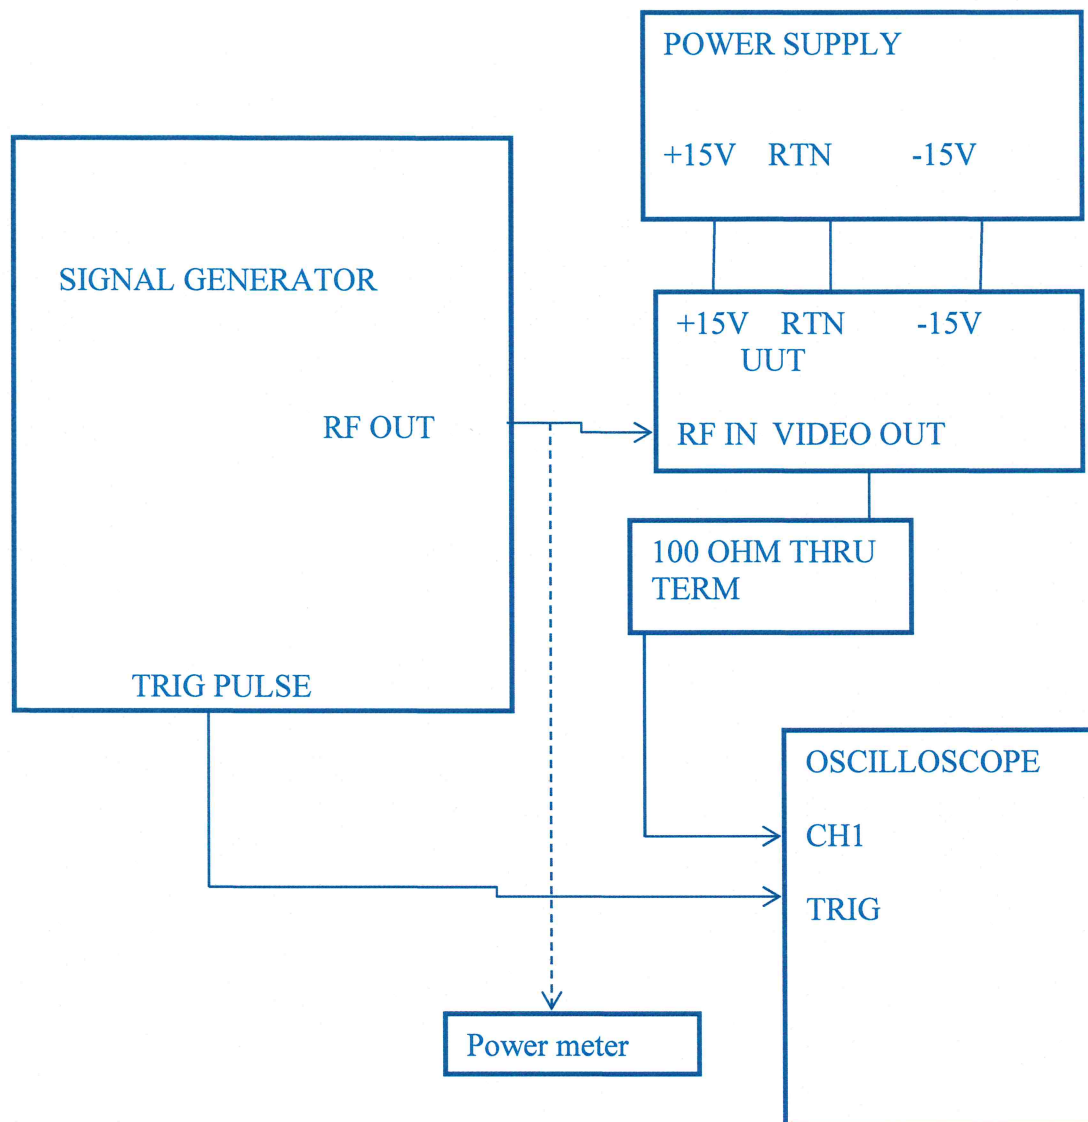 POWER SUPPLY
+15V RTN -15V
SIGNAL GENERATOR
+15V RTN -15V
UUT
RF OUT
RF IN VIDEO OUT
100 OHM THRU
TERM
TRIG PULSE
OSCILLOSCOPE
CH1
TRIG
Power meter